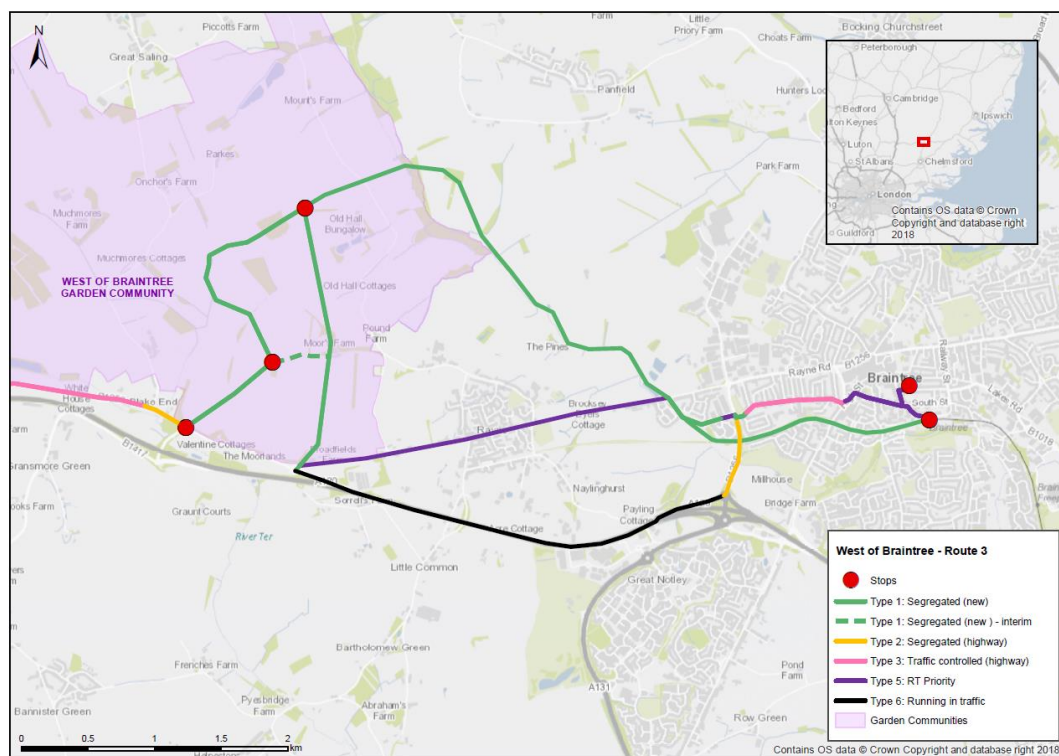 N
Piccotts Farm
Great Saling
Mount's Farm
Parkes
Onchor's Farm
Muchmores
Farm
Old Hall
Bungalow
Muchmores Cottages
WEST OF BRAINTREE
GARDEN COMMUNITY
Old Hall Cottages
Pound Farm
Moor's Farm
White
House
Cottages
Blake End
Valentine Cottages
The Moorlands
B1417
Gransmore Green
Graunt Courts
River Ter
Little Common
Bartholomew Green
Frenches Farm
Pyesbridge
Farm
Abraham's
Farm
Bannister Green
Little
Priory Farm
Choats Farm
Bocking Churchstreet
Panfield
Park Farm
The Pines
Rayne Rd
B1256
Railway St
Braintree
South St
Braintree
B1018
Cottage
Naylinghurst
Payling
Cottage
Millhouse
Bridge Farm
Great Notley
A131
Pond
Farm
Row Green
Peterborough
Bedford
Cambridge
ton Keynes
Ipswich
Luton
St Albans
Chelmsford
London
Guildford
Contains OS data © Crown
Copyright and database right
2018
West of Braintree - Route 3
Stops
Type 1: Segregated (new)
Type 1: Segregated (new ) - interim
Type 2: Segregated (highway)
Type 3: Traffic controlled (highway)
Type 5: RT Priority
Type 6: Running in traffic
Garden Communities
0 0.5 1 1.5 2
km
Contains OS data © Crown Copyright and database right 2018